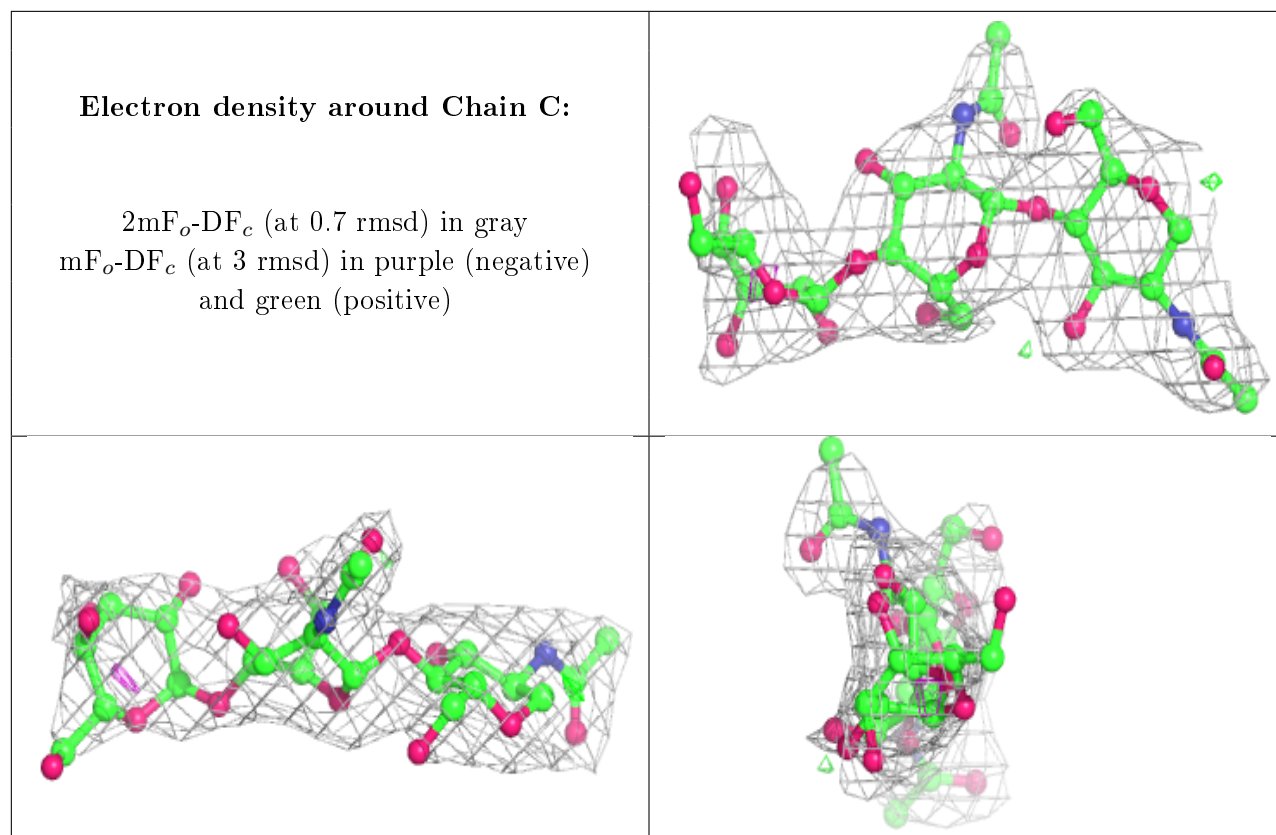 Electron density around Chain C:
2mFo-DFc (at 0.7 rmsd) in gray
mFo-DFc (at 3 rmsd) in purple (negative)
and green (positive)